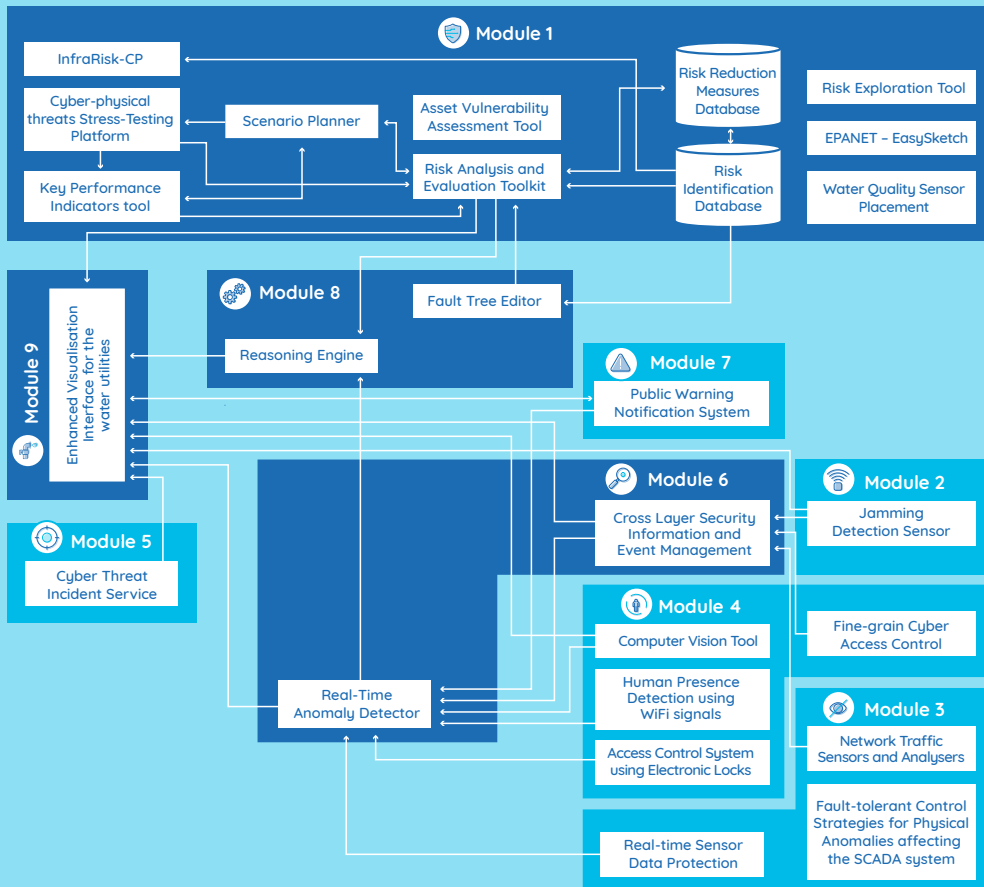 Module 1
InfraRisk-CP
Cyber-physical
threats Stress-Testing
Platform
Key Performance
Indicators tool
Scenario Planner
Asset Vulnerability
Assessment Tool
Risk Analysis and
Evaluation Toolkit
Risk Reduction
Measures
Database
Risk
Identification
Database
Risk Exploration Tool
EPANET – EasySketch
Water Quality Sensor
Placement
Module 9
Enhanced Visualisation
Interface for the
water utilities
Module 8
Fault Tree Editor
Reasoning Engine
Module 7
Public Warning
Notification System
Module 6
Cross Layer Security
Information and
Event Management
Real-Time
Anomaly Detector
Module 2
Jamming
Detection Sensor
Module 5
Cyber Threat
Incident Service
Module 4
Computer Vision Tool
Human Presence
Detection using
WiFi signals
Access Control System
using Electronic Locks
Fine-grain Cyber
Access Control
Module 3
Network Traffic
Sensors and Analysers
Fault-tolerant Control
Strategies for Physical
Anomalies affecting
the SCADA system
Real-time Sensor
Data Protection